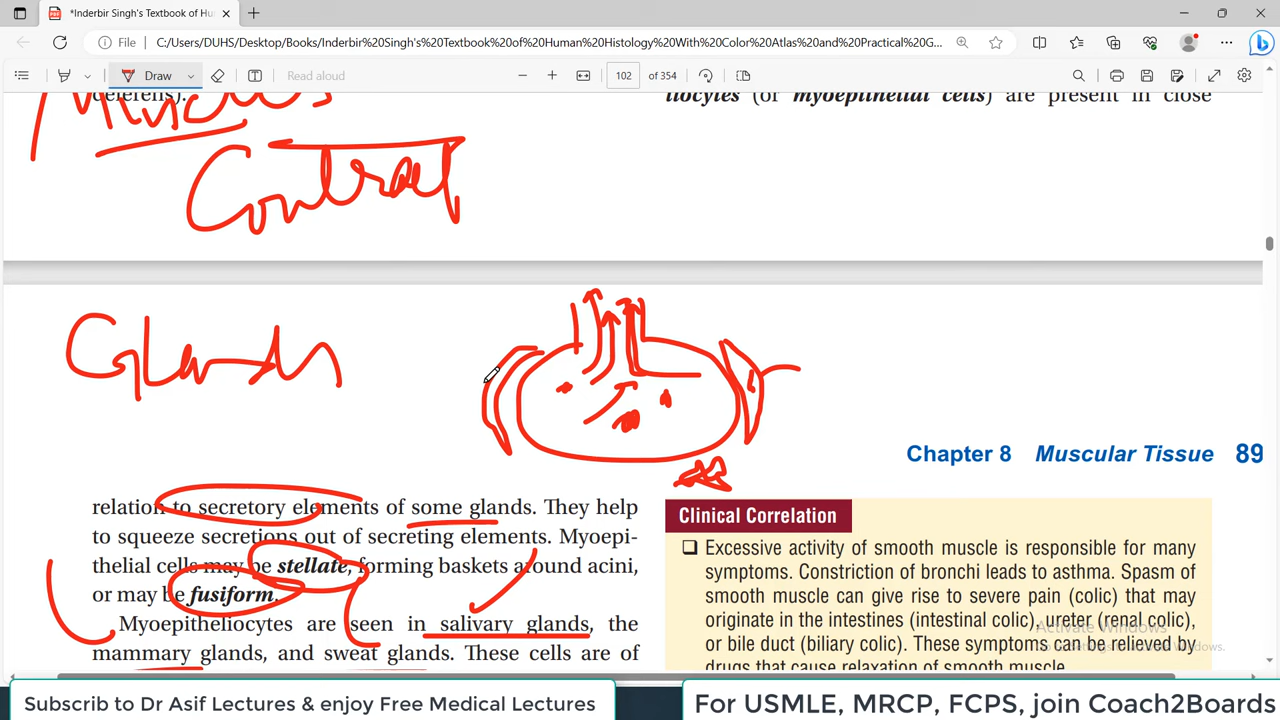 *Inderbir Singh's Textbook of Hu
File
C:/Users/DUHS/Desktop/Books/Inderbir%20Singh's%20Textbook%20of%20Human%20Histology%20With%20Color%20Atlas%20and%20Practical%20G...
Draw
Read aloud
102 of 354
deferens).
liocytes (or myoepithelial cells) are present in close
Muscles
Contract
Glands
Chapter 8 Muscular Tissue 89
relation to secretory elements of some glands. They help
to squeeze secretions out of secreting elements. Myoepi-
thelial cells may be stellate, forming baskets around acini,
or may be fusiform.
Myoepitheliocytes are seen in salivary glands, the
mammary glands, and sweat glands. These cells are of
Clinical Correlation
Excessive activity of smooth muscle is responsible for many
symptoms. Constriction of bronchi leads to asthma. Spasm of
smooth muscle can give rise to severe pain (colic) that may
originate in the intestines (intestinal colic), ureter (renal colic),
or bile duct (biliary colic). These symptoms can be relieved by
drugs that cause relaxation of smooth muscle.
Activate Windows
Subscrib to Dr Asif Lectures & enjoy Free Medical Lectures
For USMLE, MRCP, FCPS, join Coach2Boards